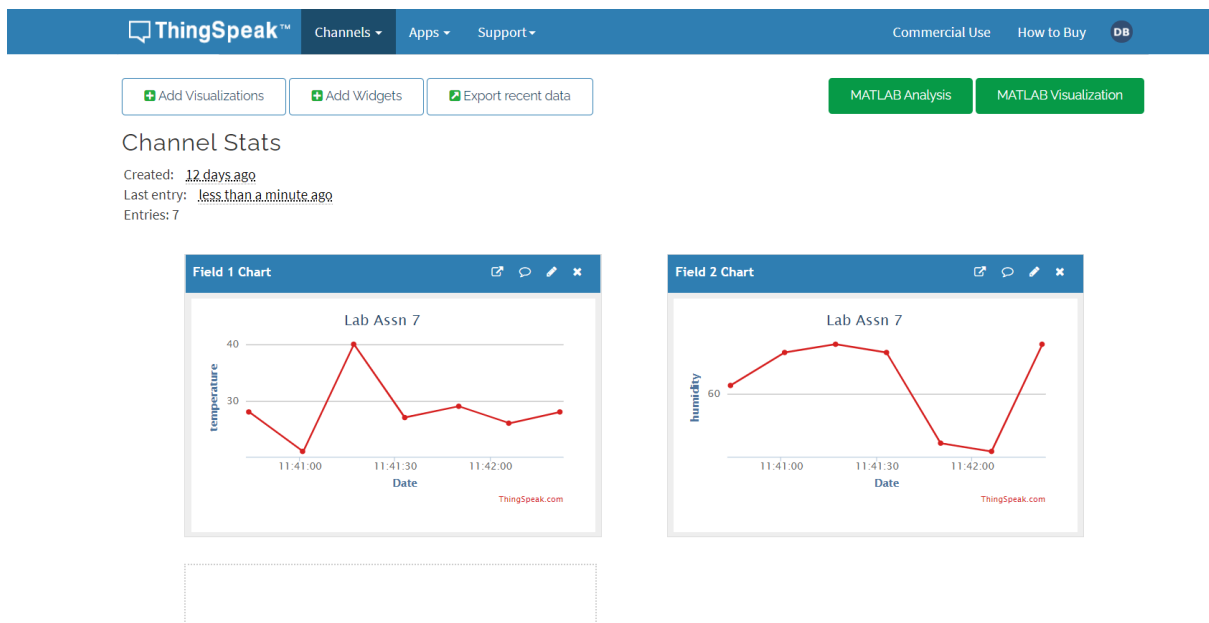 ThingSpeak™ Channels Apps Support Commercial Use How to Buy DB
Add Visualizations Add Widgets Export recent data MATLAB Analysis MATLAB Visualization
Channel Stats
Created: 12 days ago
Last entry: less than a minute ago
Entries: 7
Field 1 Chart
Lab Assn 7
temperature
40
30
11:41:00 11:41:30 11:42:00
Date
ThingSpeak.com
Field 2 Chart
Lab Assn 7
humidity
60
11:41:00 11:41:30 11:42:00
Date
ThingSpeak.com